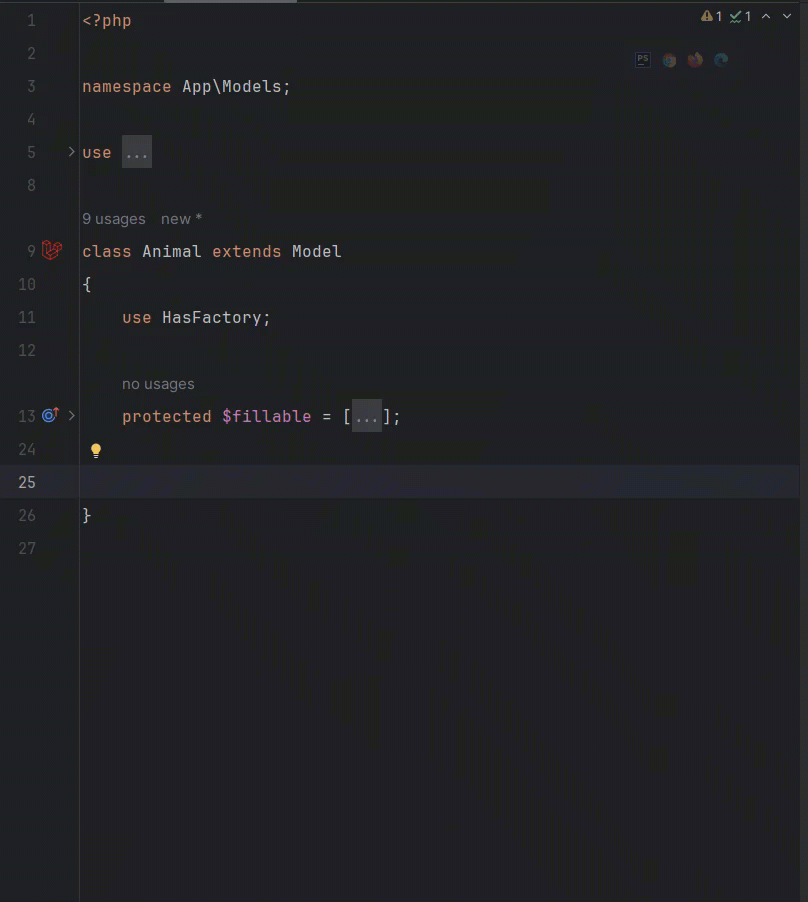 1 <?php
2
3 namespace App\Models;
4
5 use ...
8
9 usages new *
9 class Animal extends Model
10 {
11 use HasFactory;
12
no usages
13 protected $fillable = [...];
24
25
26 }
27
1 1
PS